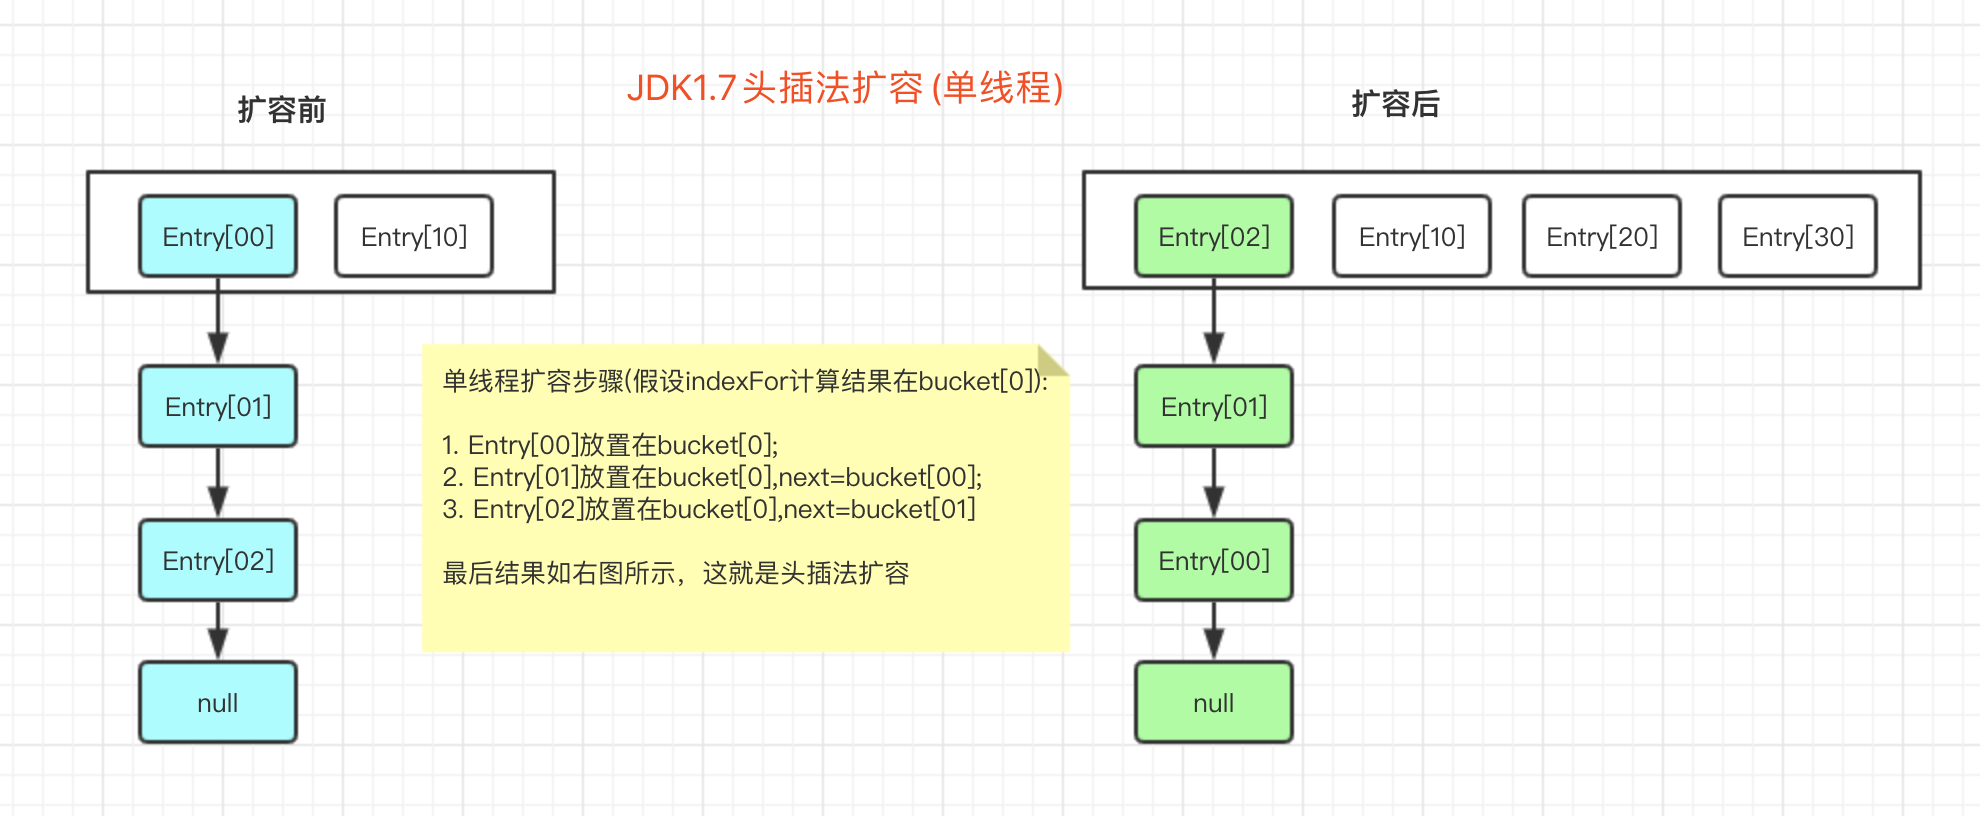 JDK1.7头插法扩容(单线程)
扩容前
Entry[00]
Entry[10]
Entry[01]
Entry[02]
null
单线程扩容步骤(假设indexFor计算结果在bucket[0]):
1. Entry[00]放置在bucket[0];
2. Entry[01]放置在bucket[0],next=bucket[00];
3. Entry[02]放置在bucket[0],next=bucket[01]
最后结果如右图所示，这就是头插法扩容
扩容后
Entry[02]
Entry[10]
Entry[20]
Entry[30]
Entry[01]
Entry[00]
null